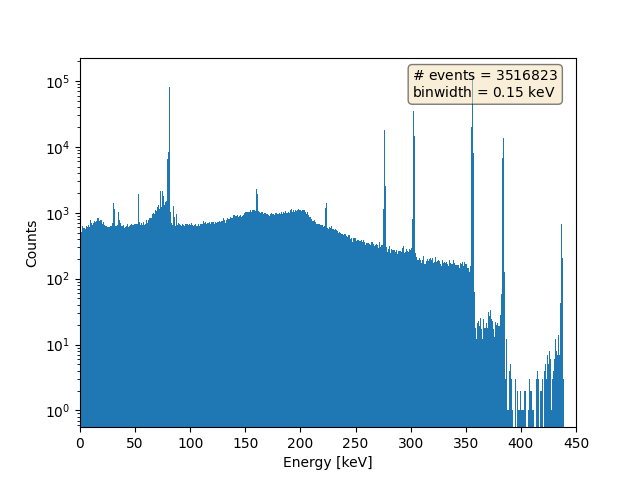 # events = 3516823
binwidth = 0.15 keV
10⁵
10⁴
10³
10²
10¹
10⁰
Counts
0 50 100 150 200 250 300 350 400 450
Energy [keV]